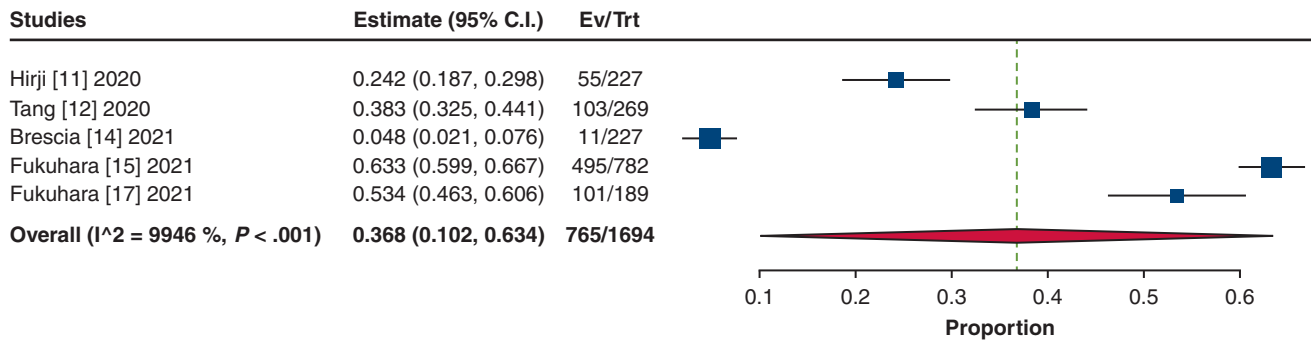 Studies Estimate (95% C.I.) Ev/Trt
Hirji [11] 2020 0.242 (0.187, 0.298) 55/227
Tang [12] 2020 0.383 (0.325, 0.441) 103/269
Brescia [14] 2021 0.048 (0.021, 0.076) 11/227
Fukuhara [15] 2021 0.633 (0.599, 0.667) 495/782
Fukuhara [17] 2021 0.534 (0.463, 0.606) 101/189
Overall (I^2 = 9946 %, P < .001) 0.368 (0.102, 0.634) 765/1694
0.1 0.2 0.3 0.4 0.5 0.6
Proportion